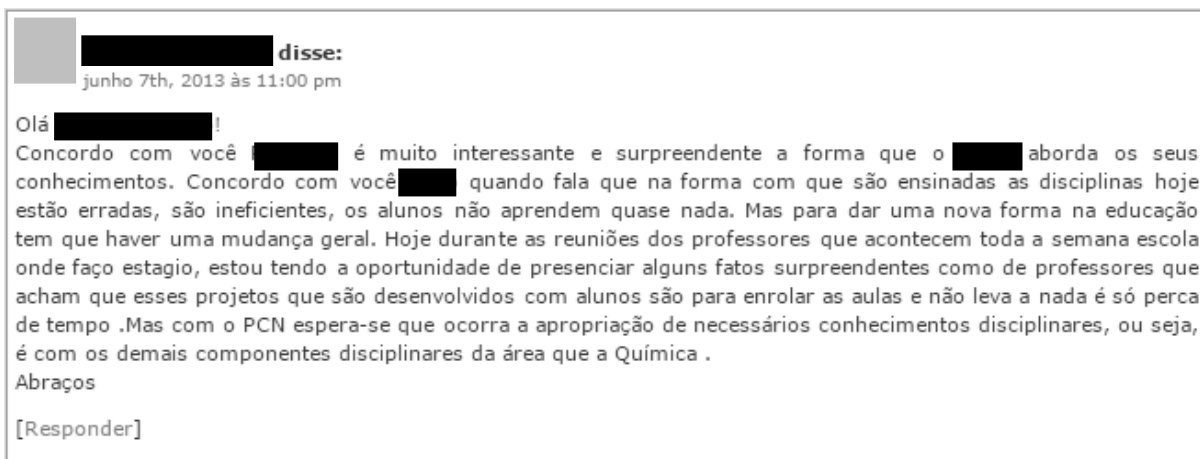 disse:
junho 7th, 2013 às 11:00 pm
Olá !
Concordo com você é muito interessante e surpreendente a forma que o aborda os seus
conhecimentos. Concordo com você quando fala que na forma com que são ensinadas as disciplinas hoje
estão erradas, são ineficientes, os alunos não aprendem quase nada. Mas para dar uma nova forma na educação
tem que haver uma mudança geral. Hoje durante as reuniões dos professores que acontecem toda a semana escola
onde faço estagio, estou tendo a oportunidade de presenciar alguns fatos surpreendentes como de professores que
acham que esses projetos que são desenvolvidos com alunos são para enrolar as aulas e não leva a nada é só perca
de tempo .Mas com o PCN espera-se que ocorra a apropriação de necessários conhecimentos disciplinares, ou seja,
é com os demais componentes disciplinares da área que a Química .
Abraços
[Responder]